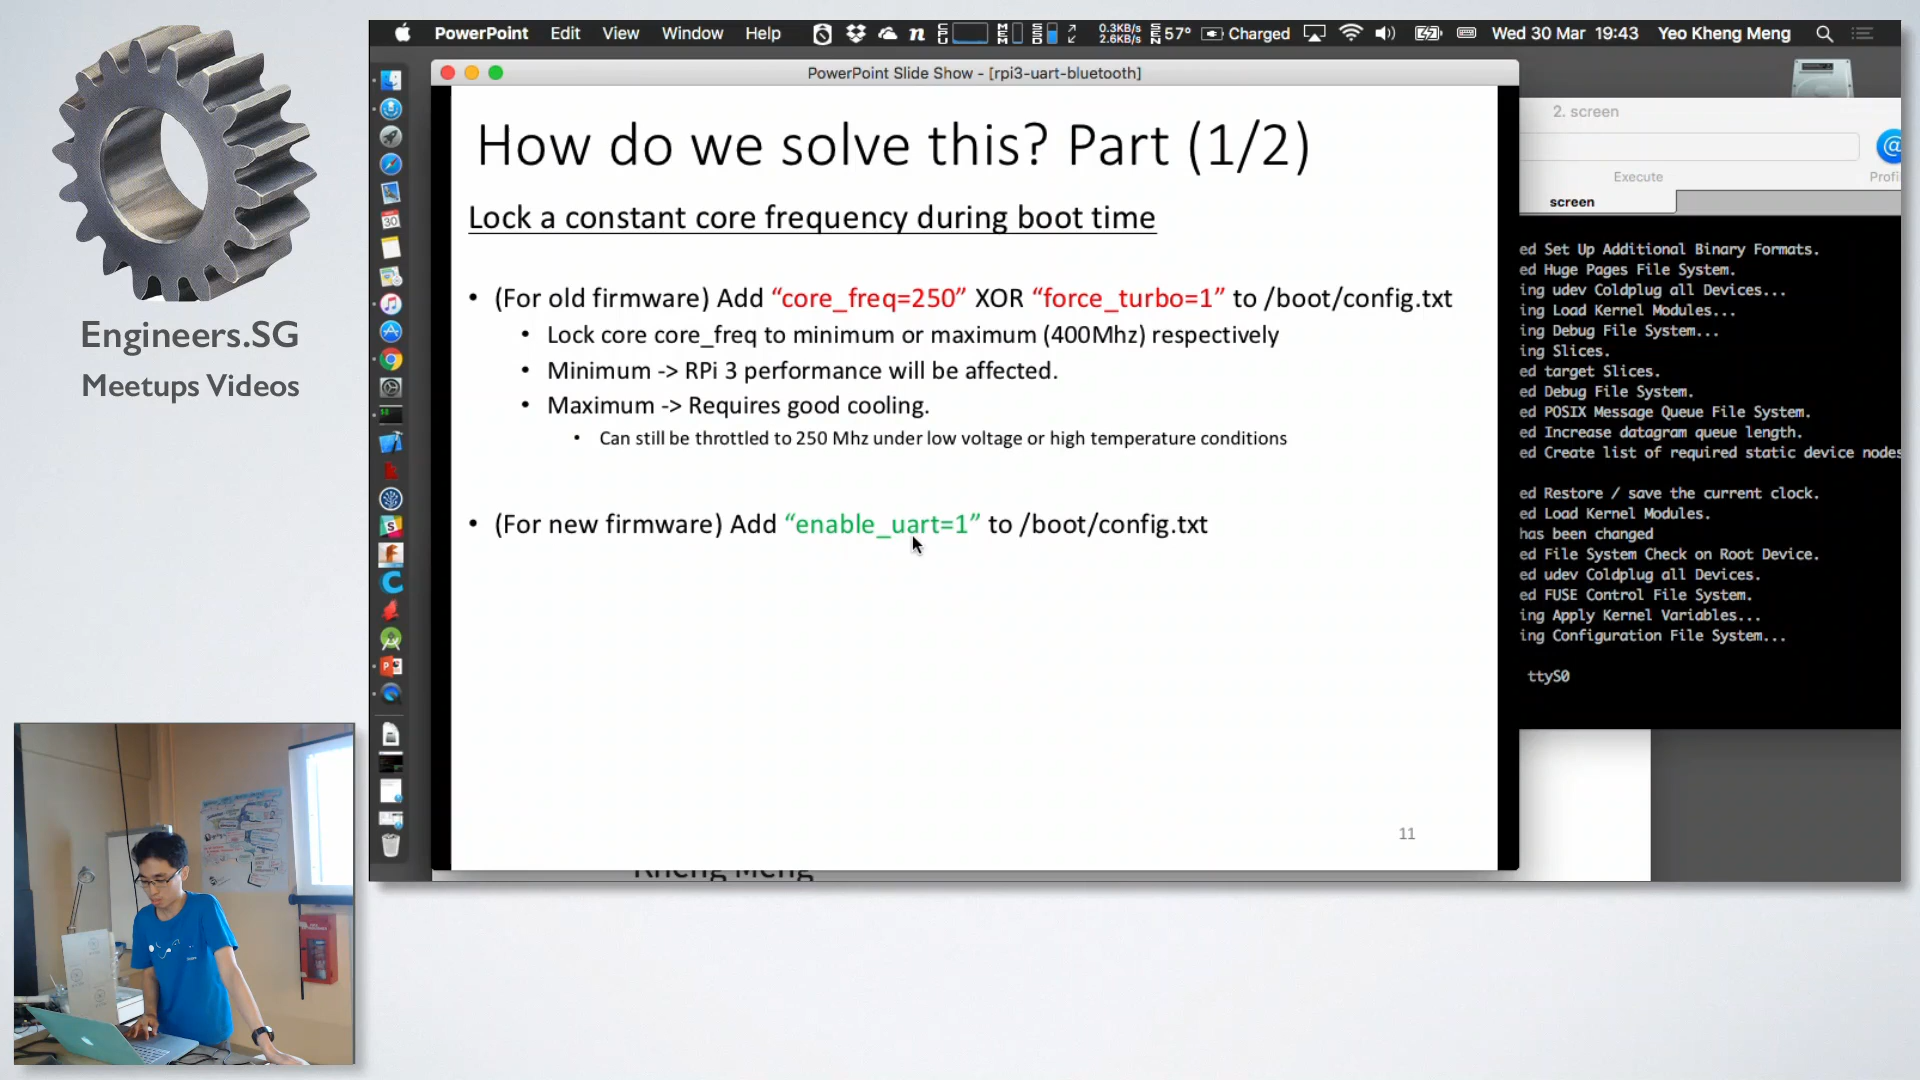 Engineers.SG
Meetups Videos
PowerPoint Edit View Window Help
0.3KB/s
2.6KB/s
57° Charged
Wed 30 Mar 19:43 Yeo Kheng Meng
PowerPoint Slide Show - [rpi3-uart-bluetooth]
How do we solve this? Part (1/2)
Lock a constant core frequency during boot time
• (For old firmware) Add “core_freq=250” XOR “force_turbo=1” to /boot/config.txt
• Lock core core_freq to minimum or maximum (400Mhz) respectively
• Minimum -> RPi 3 performance will be affected.
• Maximum -> Requires good cooling.
• Can still be throttled to 250 Mhz under low voltage or high temperature conditions
• (For new firmware) Add “enable_uart=1” to /boot/config.txt
11
Kheng Meng
2. screen
Execute
Profi
screen
ed Set Up Additional Binary Formats.
ed Huge Pages File System.
ing udev Coldplug all Devices...
ing Load Kernel Modules...
ing Debug File System...
ing Slices.
ed target Slices.
ed Debug File System.
ed POSIX Message Queue File System.
ed Increase datagram queue length.
ed Create list of required static device nodes
ed Restore / save the current clock.
ed Load Kernel Modules.
has been changed
ed File System Check on Root Device.
ed udev Coldplug all Devices.
ed FUSE Control File System.
ing Apply Kernel Variables...
ing Configuration File System...
ttyS0